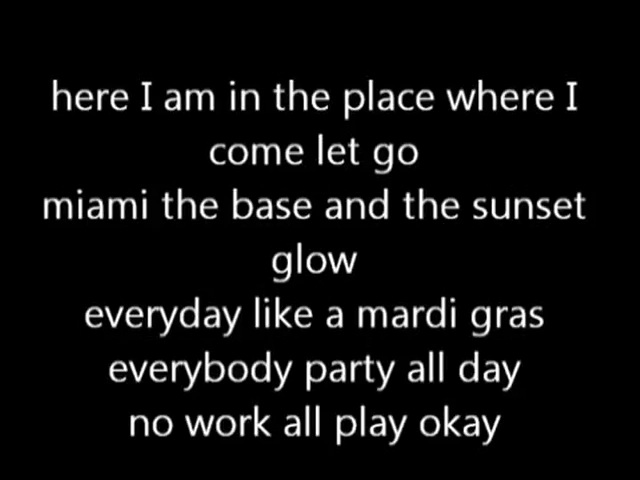 here I am in the place where I
come let go
miami the base and the sunset
glow
everyday like a mardi gras
everybody party all day
no work all play okay